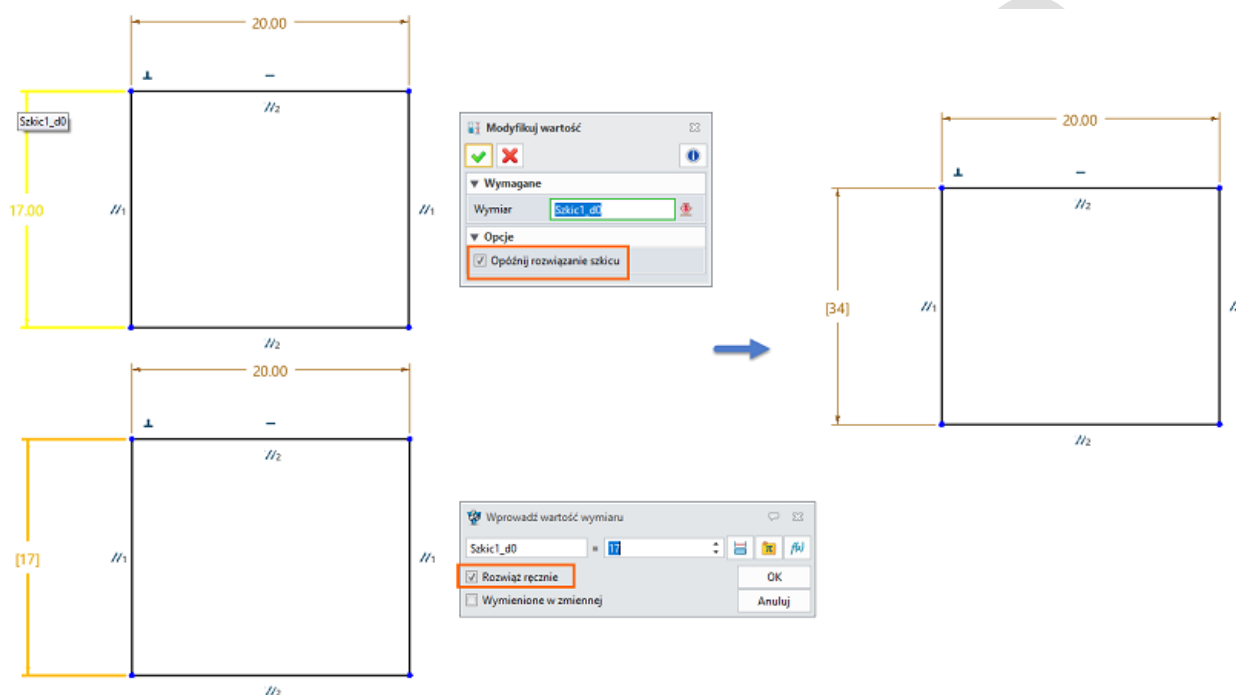 20.00
//2
Szkic1_d0
17.00
//1
//1
//2
Modyfikuj wartość
Wymagane
Wymiar Szkic1_d0
Opcje
Opóźnij rozwiązanie szkicu
20.00
//2
[34]
//1
//2
20.00
//2
[17]
//1
//1
//2
Wprowadź wartość wymiaru
Szkic1_d0 = 17
π
f(x)
Rozwiąż ręcznie
OK
Wymienione w zmiennej
Anuluj